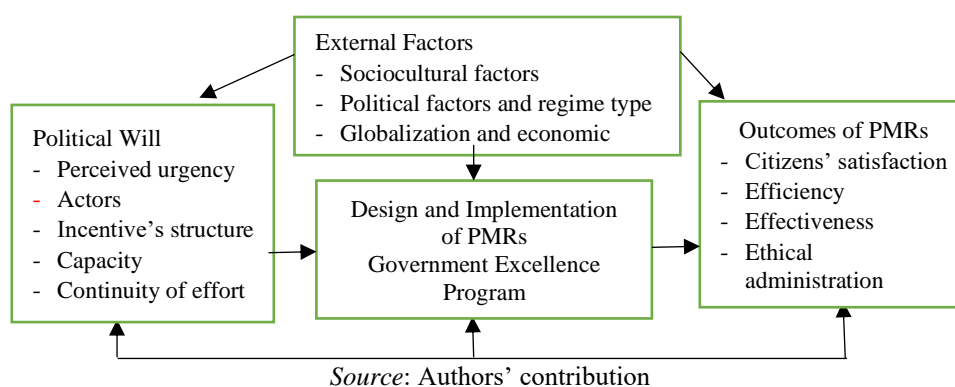 External Factors
- Sociocultural factors
- Political factors and regime type
- Globalization and economic
Political Will
- Perceived urgency
- Actors
- Incentive's structure
- Capacity
- Continuity of effort
Design and Implementation
of PMRs
Government Excellence
Program
Outcomes of PMRs
- Citizens' satisfaction
- Efficiency
- Effectiveness
- Ethical
administration
Source: Authors' contribution